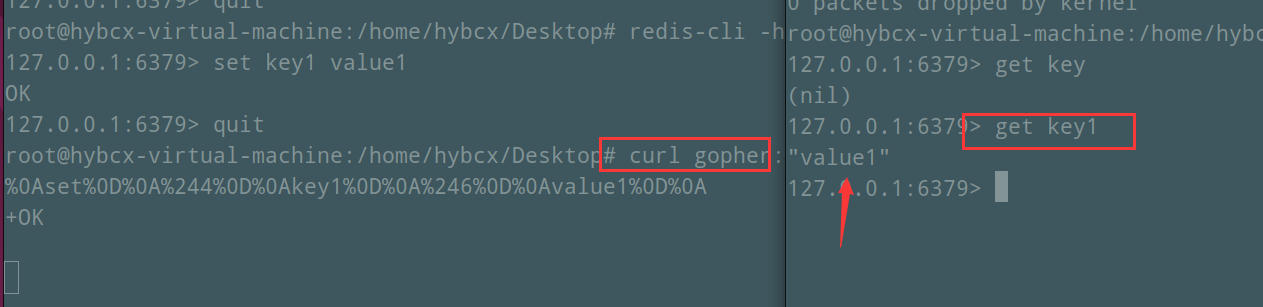 127.0.0.1:6379> quit
root@hybcx-virtual-machine:/home/hybcx/Desktop# redis-cli -h
127.0.0.1:6379> set key1 value1
OK
127.0.0.1:6379> quit
root@hybcx-virtual-machine:/home/hybcx/Desktop# curl gopher:
%0Aset%0D%0A%244%0D%0Akey1%0D%0A%246%0D%0Avalue1%0D%0A
+OK
0 packets dropped by kernel
root@hybcx-virtual-machine:/home/hybc
127.0.0.1:6379> get key
(nil)
127.0.0.1:6379> get key1
"value1"
127.0.0.1:6379>